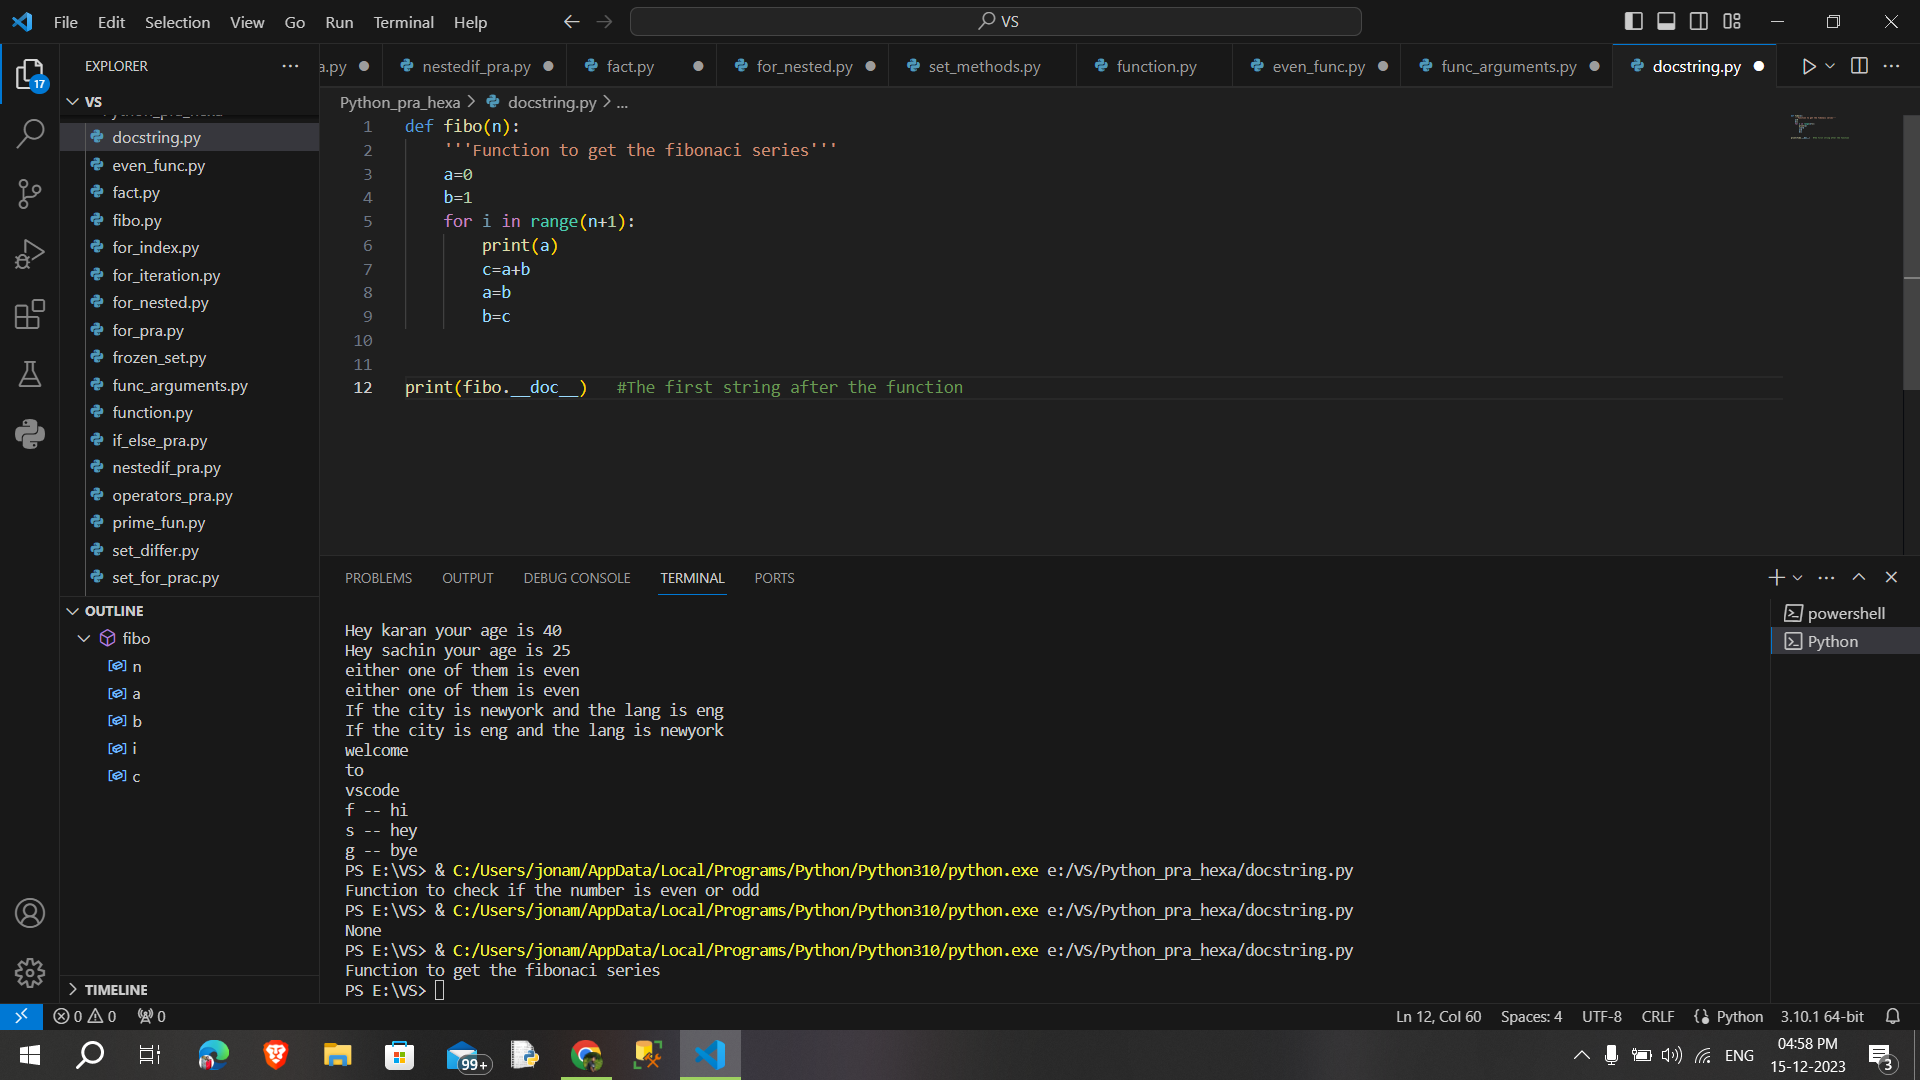 File Edit Selection View Go Run Terminal Help
VS
EXPLORER
a.py
nestedif_pra.py
fact.py
for_nested.py
set_methods.py
function.py
even_func.py
func_arguments.py
docstring.py
17
VS
docstring.py
even_func.py
fact.py
fibo.py
for_index.py
for_iteration.py
for_nested.py
for_pra.py
frozen_set.py
func_arguments.py
function.py
if_else_pra.py
nestedif_pra.py
operators_pra.py
prime_fun.py
set_differ.py
set_for_prac.py
OUTLINE
fibo
n
a
b
i
c
TIMELINE
Python_pra_hexa > docstring.py > ...
1 def fibo(n):
2 '''Function to get the fibonaci series'''
3 a=0
4 b=1
5 for i in range(n+1):
6 print(a)
7 c=a+b
8 a=b
9 b=c
10
11
12 print(fibo.__doc__) #The first string after the function
PROBLEMS OUTPUT DEBUG CONSOLE TERMINAL PORTS
Hey karan your age is 40
Hey sachin your age is 25
either one of them is even
either one of them is even
If the city is newyork and the lang is eng
If the city is eng and the lang is newyork
welcome
to
vscode
f -- hi
s -- hey
g -- bye
PS E:\VS> & C:/Users/jonam/AppData/Local/Programs/Python/Python310/python.exe e:/VS/Python_pra_hexa/docstring.py
Function to check if the number is even or odd
PS E:\VS> & C:/Users/jonam/AppData/Local/Programs/Python/Python310/python.exe e:/VS/Python_pra_hexa/docstring.py
None
PS E:\VS> & C:/Users/jonam/AppData/Local/Programs/Python/Python310/python.exe e:/VS/Python_pra_hexa/docstring.py
Function to get the fibonaci series
PS E:\VS>
powershell
Python
0 0 0
Ln 12, Col 60 Spaces: 4 UTF-8 CRLF Python 3.10.1 64-bit
99+
ENG
04:58 PM
15-12-2023
3